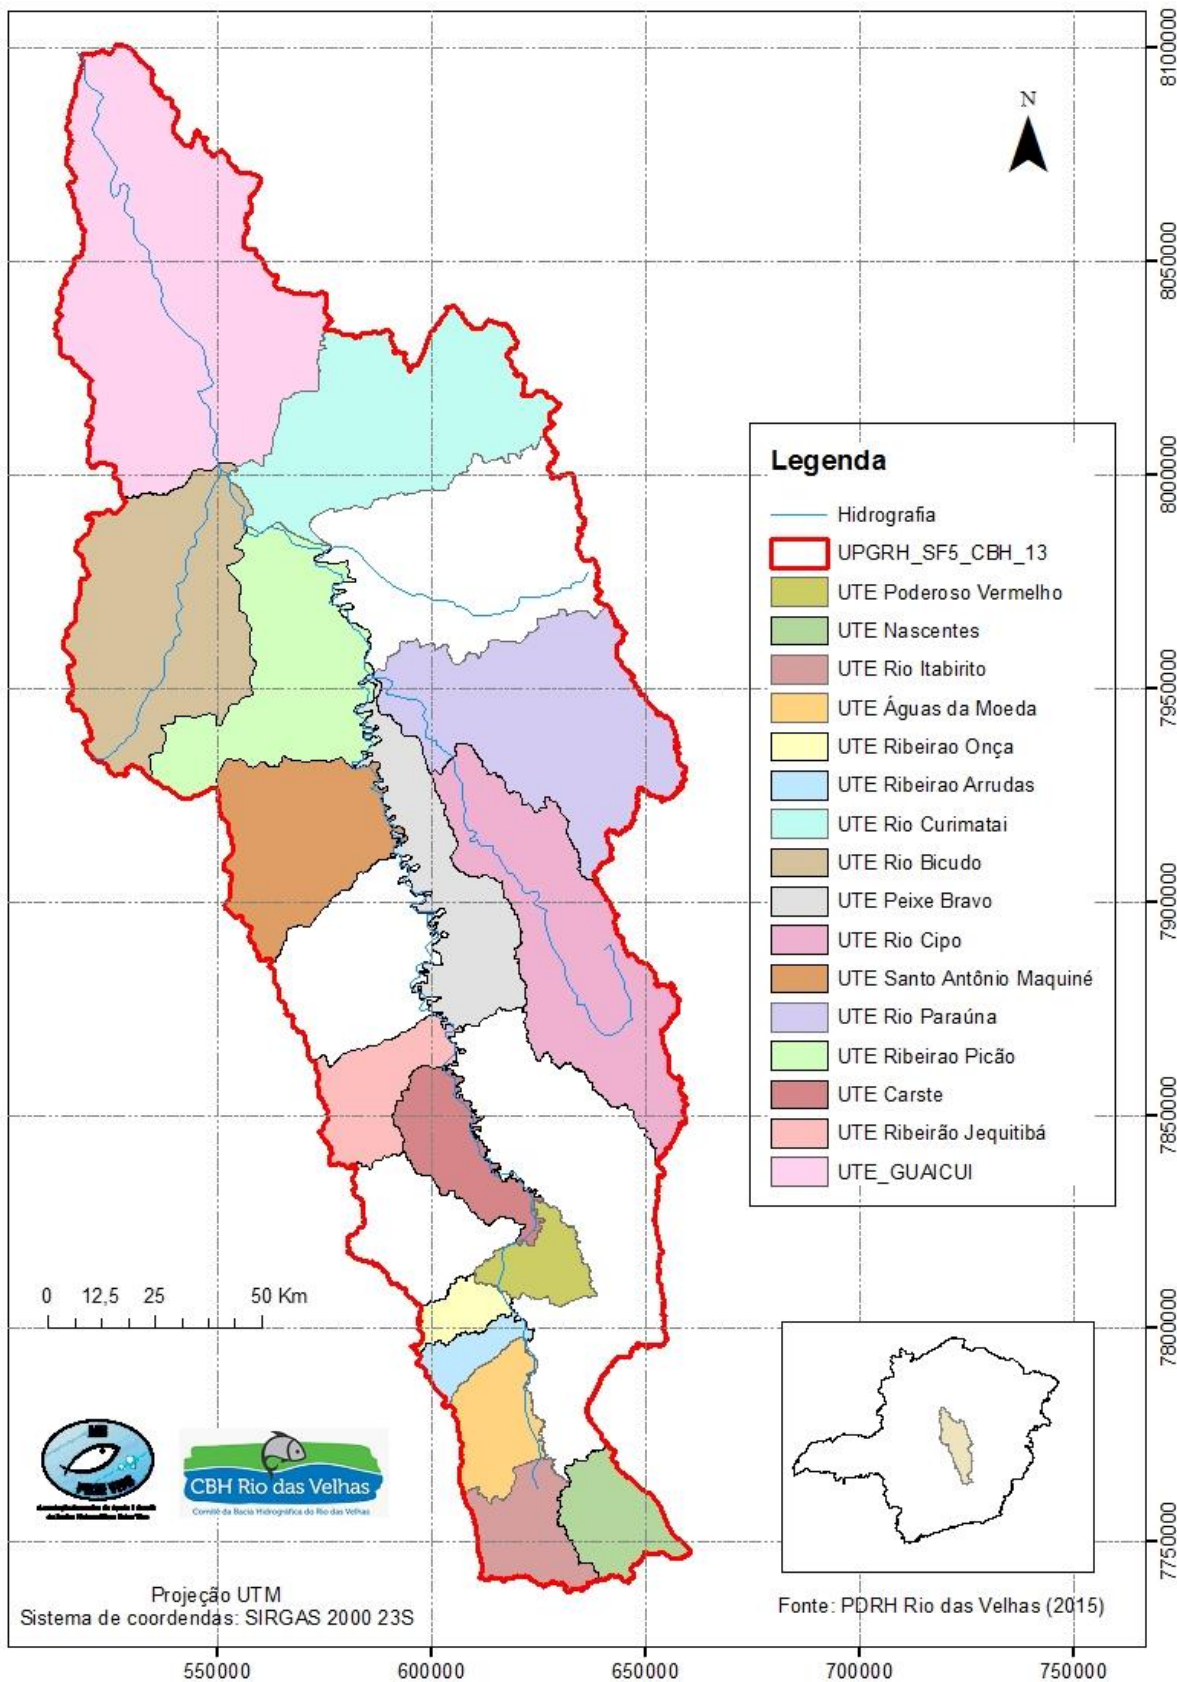 8100000
N
8050000
Legenda
8000000
Hidrografia
UPGRH_SF5_CBH_13
UTE Poderoso Vermelho
UTE Nascentes
UTE Rio Itabirito
7950000
UTE Águas da Moeda
UTE Ribeirao Onça
UTE Ribeirao Arrudas
UTE Rio Curimatai
UTE Rio Bicudo
UTE Peixe Bravo
7900000
UTE Rio Cipo
UTE Santo Antônio Maquiné
UTE Rio Paraúna
UTE Ribeirao Picão
UTE Carste
7850000
UTE Ribeirão Jequitibá
UTE_GUAICUI
0 12,5 25 50 Km
7800000
CBH Rio das Velhas
Comitê da Bacia Hidrográfica do Rio das Velhas
7750000
Projeção UTM
Sistema de coordendas: SIRGAS 2000 23S
Fonte: PDRH Rio das Velhas (2015)
550000 600000 650000 700000 750000